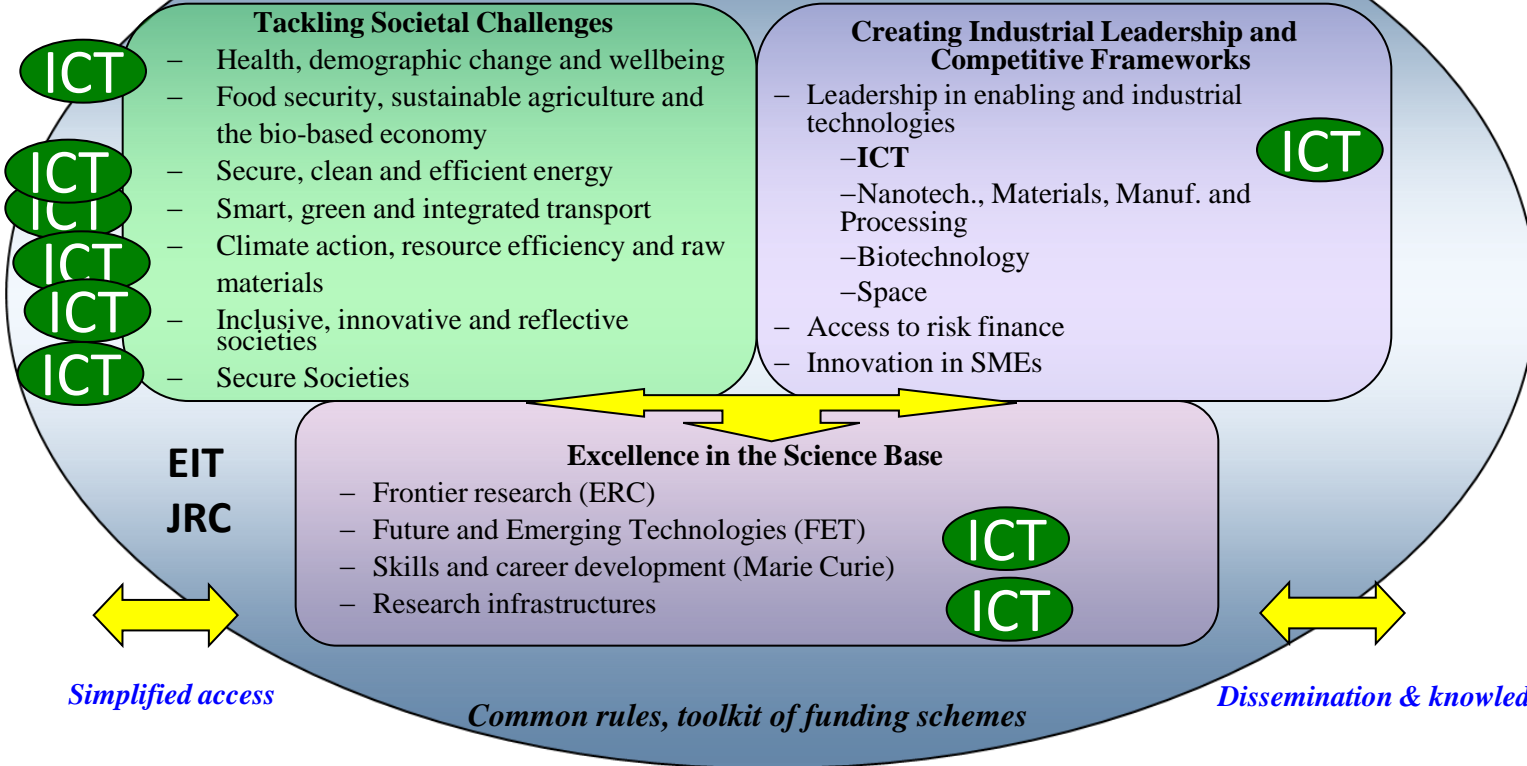 Tackling Societal Challenges
ICT
– Health, demographic change and wellbeing
– Food security, sustainable agriculture and
the bio-based economy
ICT
– Secure, clean and efficient energy
ICT
– Smart, green and integrated transport
ICT
– Climate action, resource efficiency and raw
materials
ICT
– Inclusive, innovative and reflective
societies
ICT
– Secure Societies
Creating Industrial Leadership and
Competitive Frameworks
– Leadership in enabling and industrial
technologies
–ICT
ICT
–Nanotech., Materials, Manuf. and
Processing
–Biotechnology
–Space
– Access to risk finance
– Innovation in SMEs
EIT
JRC
Excellence in the Science Base
– Frontier research (ERC)
– Future and Emerging Technologies (FET)
ICT
– Skills and career development (Marie Curie)
– Research infrastructures
ICT
Simplified access
Common rules, toolkit of funding schemes
Dissemination & knowled